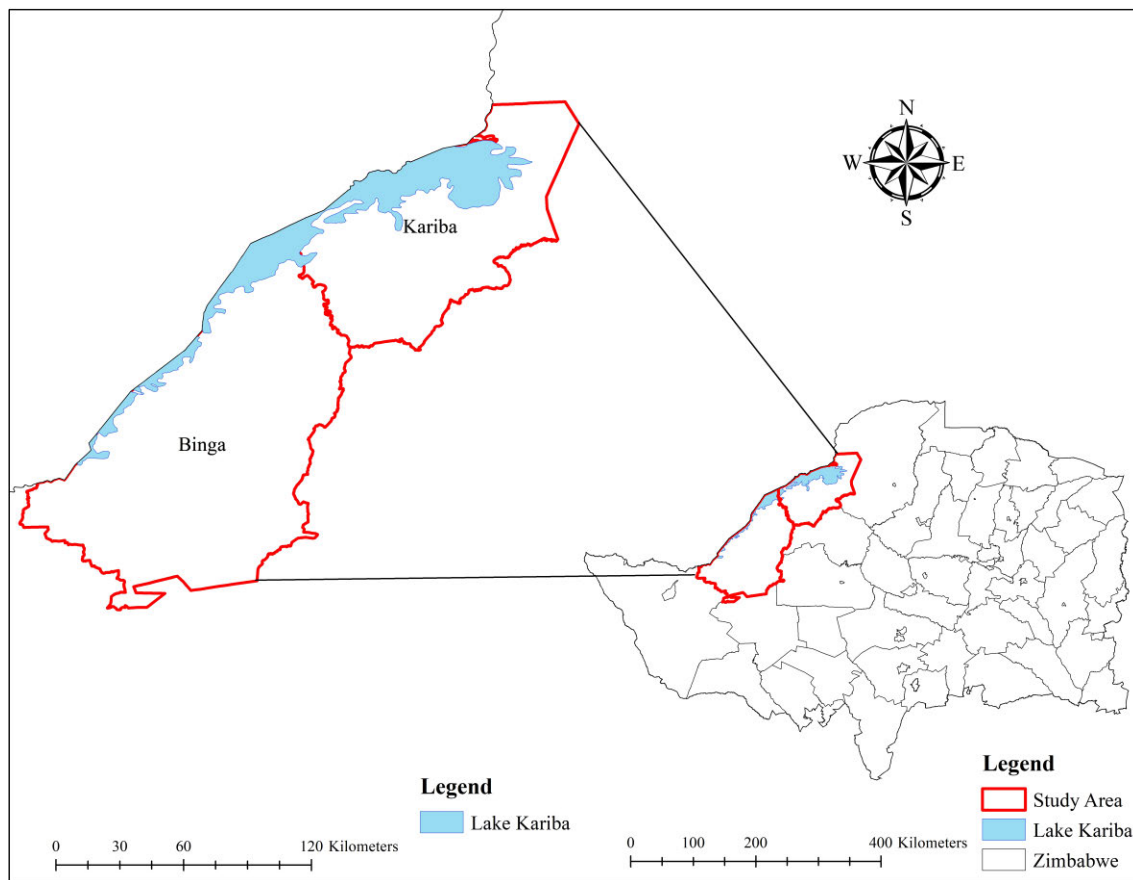 N
W E
S
Kariba
Binga
Legend
Lake Kariba
0 30 60 120 Kilometers
Legend
Study Area
Lake Kariba
Zimbabwe
0 100 200 400 Kilometers